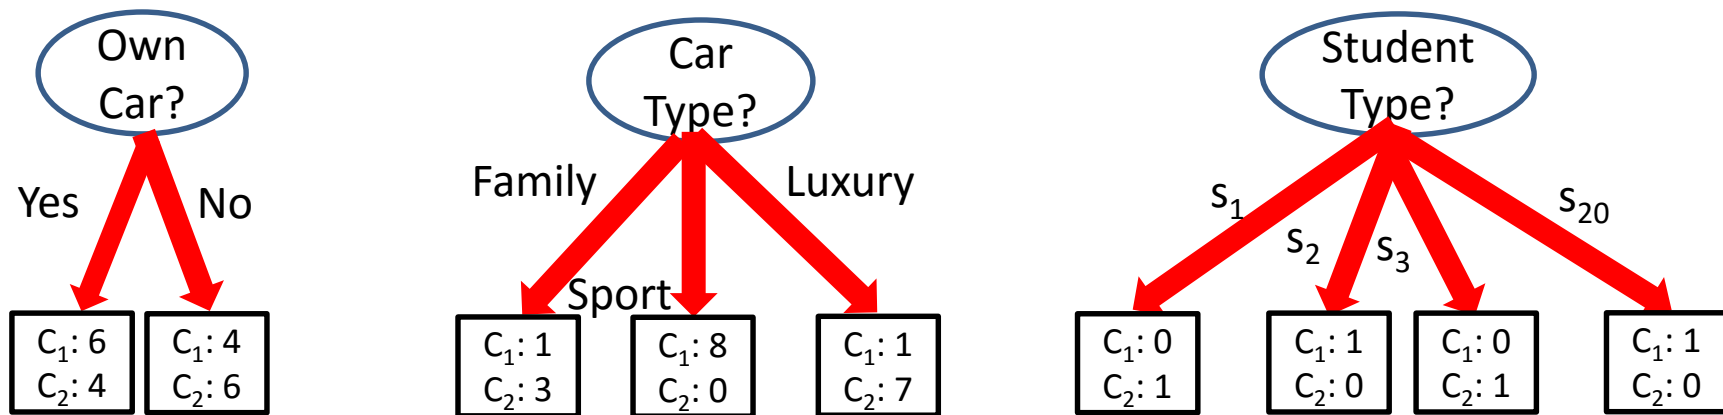 Own
Car?
Yes
No
C₁: 6
C₂: 4
C₁: 4
C₂: 6
Car
Type?
Family
Sport
Luxury
C₁: 1
C₂: 3
C₁: 8
C₂: 0
C₁: 1
C₂: 7
Student
Type?
s₁
s₂
s₃
s₂₀
C₁: 0
C₂: 1
C₁: 1
C₂: 0
C₁: 0
C₂: 1
C₁: 1
C₂: 0